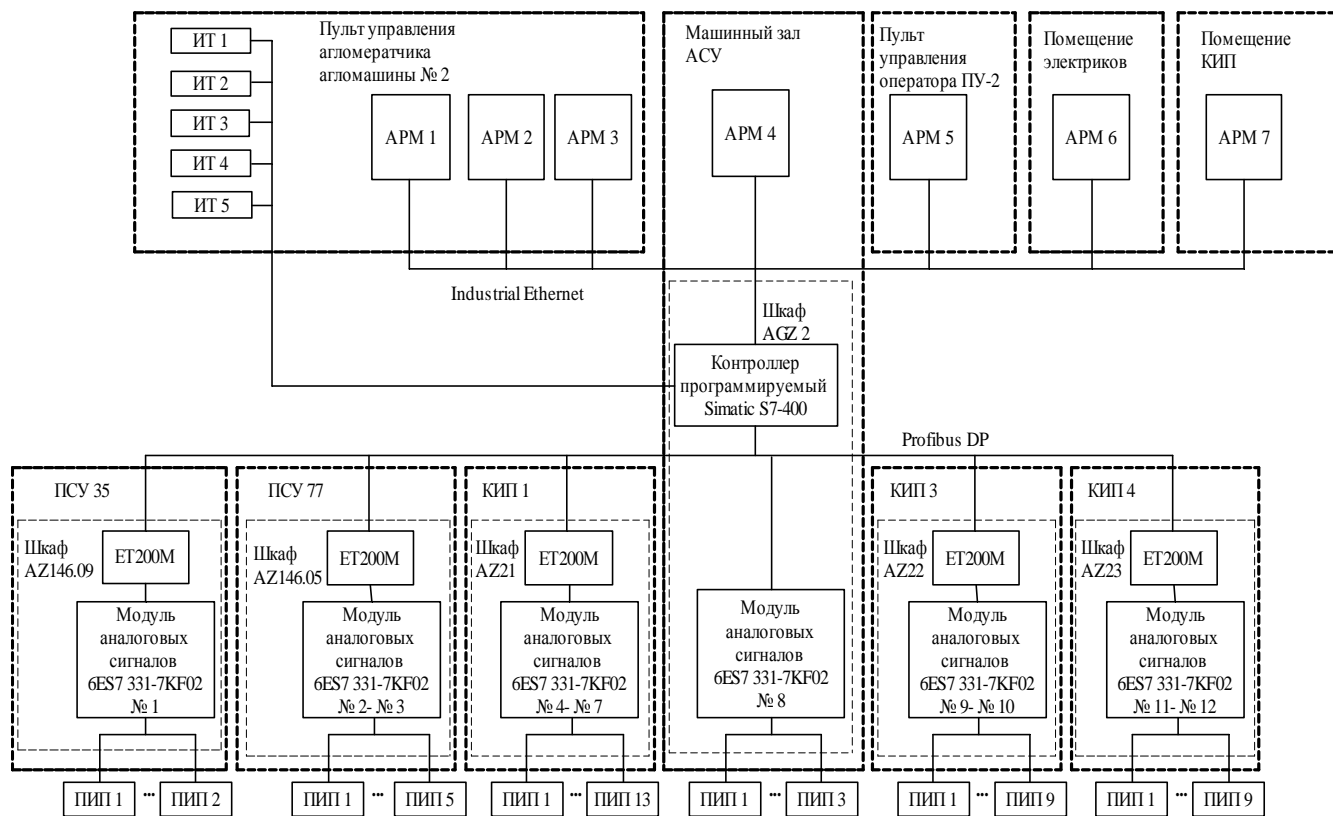 ИТ 1
ИТ 2
ИТ 3
ИТ 4
ИТ 5
Пульт управления
агломератчика
агломашины № 2
АРМ 1
АРМ 2
АРМ 3
Машинный зал
АСУ
АРМ 4
Пульт
управления
оператора ПУ-2
АРМ 5
Помещение
электриков
АРМ 6
Помещение
КИП
АРМ 7
Industrial Ethernet
Шкаф
AGZ 2
Контроллер
программируемый
Simatic S7-400
Profibus DP
ПСУ 35
Шкаф
AZ146.09
ET200M
Модуль
аналоговых
сигналов
6ES7 331-7KF02
№ 1
ПИП 1
...
ПИП 2
ПСУ 77
Шкаф
AZ146.05
ET200M
Модуль
аналоговых
сигналов
6ES7 331-7KF02
№ 2- № 3
ПИП 1
...
ПИП 5
КИП 1
Шкаф
AZ21
ET200M
Модуль
аналоговых
сигналов
6ES7 331-7KF02
№ 4- № 7
ПИП 1
...
ПИП 13
Модуль
аналоговых
сигналов
6ES7 331-7KF02
№ 8
ПИП 1
...
ПИП 3
КИП 3
Шкаф
AZ22
ET200M
Модуль
аналоговых
сигналов
6ES7 331-7KF02
№ 9- № 10
ПИП 1
...
ПИП 9
КИП 4
Шкаф
AZ23
ET200M
Модуль
аналоговых
сигналов
6ES7 331-7KF02
№ 11- № 12
ПИП 1
...
ПИП 9